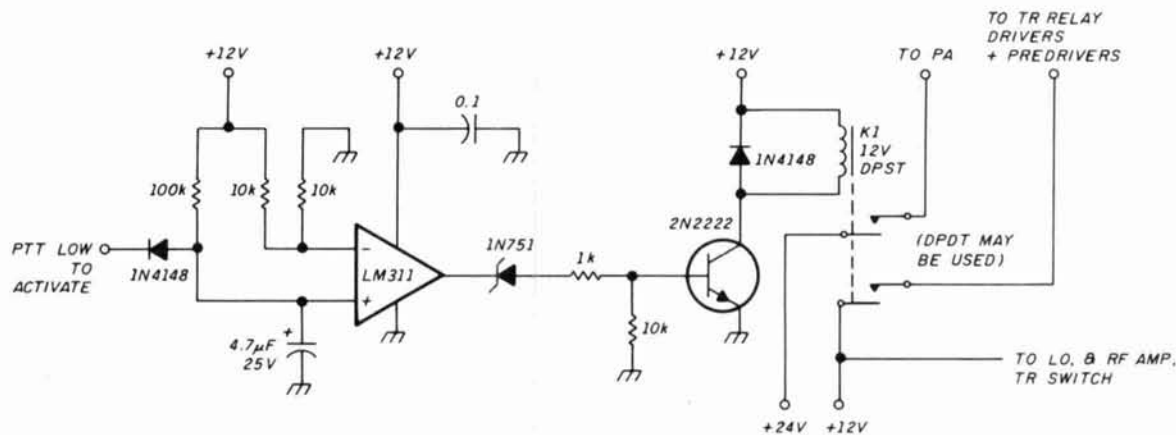 TO TR RELAY
DRIVERS
+ PREDRIVERS
+12V
+12V
+12V
TO PA
0.1
K1
12V
DPST
1N4148
100k
10k
10k
2N2222
PTT LOW
TO
ACTIVATE
1N4148
-
LM311
+
1N751
1k
(DPDT MAY
BE USED)
10k
+
4.7µF
25V
TO LO, & RF AMP,
TR SWITCH
+24V
+12V